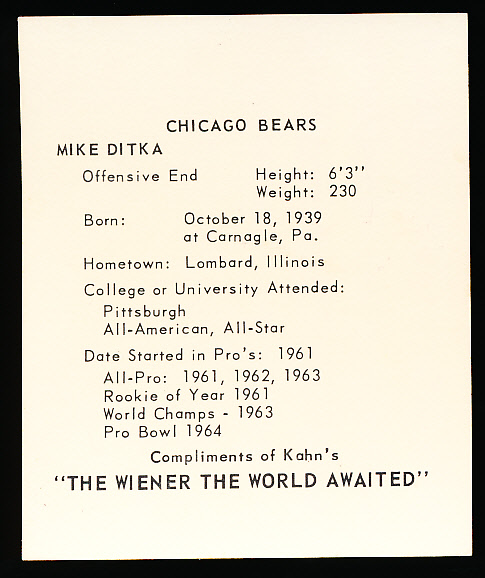 CHICAGO BEARS
MIKE DITKA
Offensive End Height: 6'3''
Weight: 230
Born: October 18, 1939
at Carnagle, Pa.
Hometown: Lombard, Illinois
College or University Attended:
Pittsburgh
All-American, All-Star
Date Started in Pro's: 1961
All-Pro: 1961, 1962, 1963
Rookie of Year 1961
World Champs - 1963
Pro Bowl 1964
Compliments of Kahn's
"THE WIENER THE WORLD AWAITED"